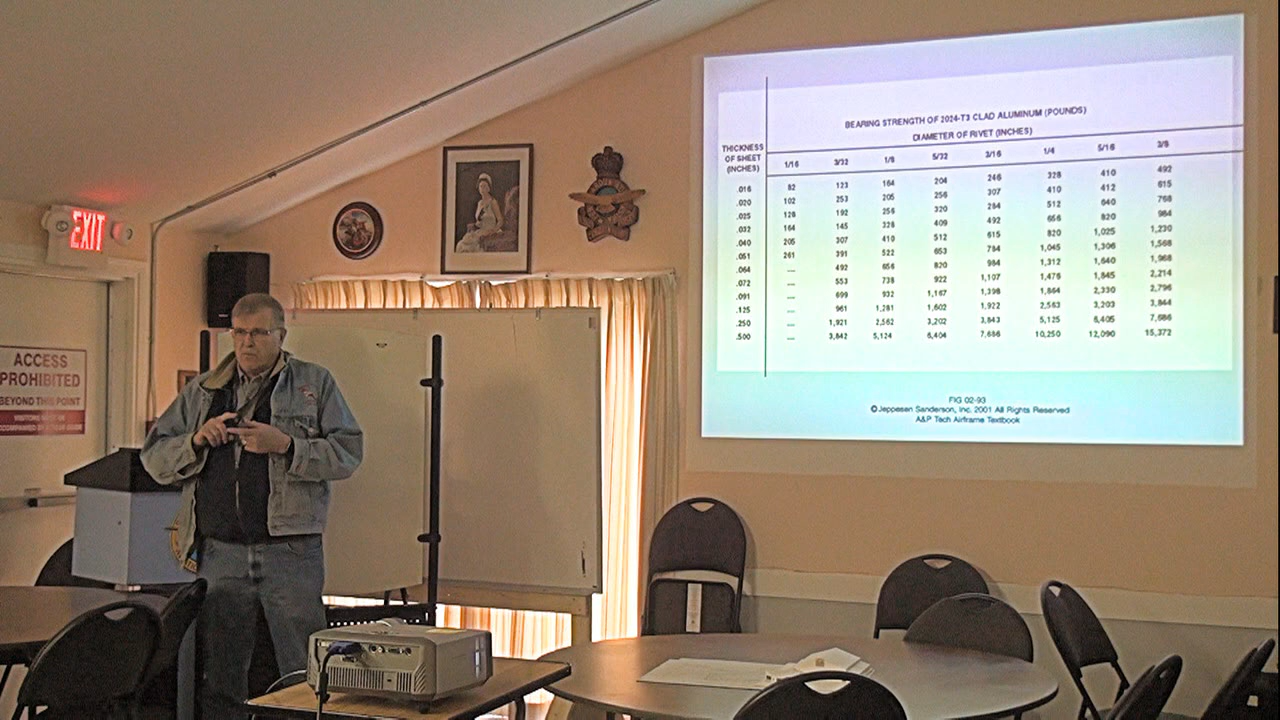 EXIT
ACCESS
PROHIBITED
BEYOND THIS POINT
BEARING STRENGTH OF 2024-T3 CLAD ALUMINUM (POUNDS)
DIAMETER OF RIVET (INCHES)
THICKNESS
OF SHEET
(INCHES)
1/16 3/32 1/8 5/32 3/16 1/4 5/16 3/8
.016 82 123 164 204 246 328 410 492
.020 102 253 205 256 307 410 412 615
.025 128 192 256 320 284 512 640 768
.032 164 145 328 409 492 656 820 984
.040 205 307 410 512 615 820 1,025 1,230
.051 261 391 522 653 784 1,045 1,306 1,568
.064 .... 492 656 820 984 1,312 1,640 1,968
.072 .... 553 738 922 1,107 1,476 1,845 2,214
.091 .... 699 932 1,167 1,398 1,864 2,330 2,796
.125 .... 961 1,281 1,602 1,922 2,563 3,203 3,844
.250 .... 1,921 2,562 3,202 3,843 5,125 6,405 7,686
.500 .... 3,842 5,124 6,404 7,686 10,250 12,090 15,372
FIG 02-93
©Jeppesen Sanderson, Inc. 2001 All Rights Reserved
A&P Tech Airframe Textbook